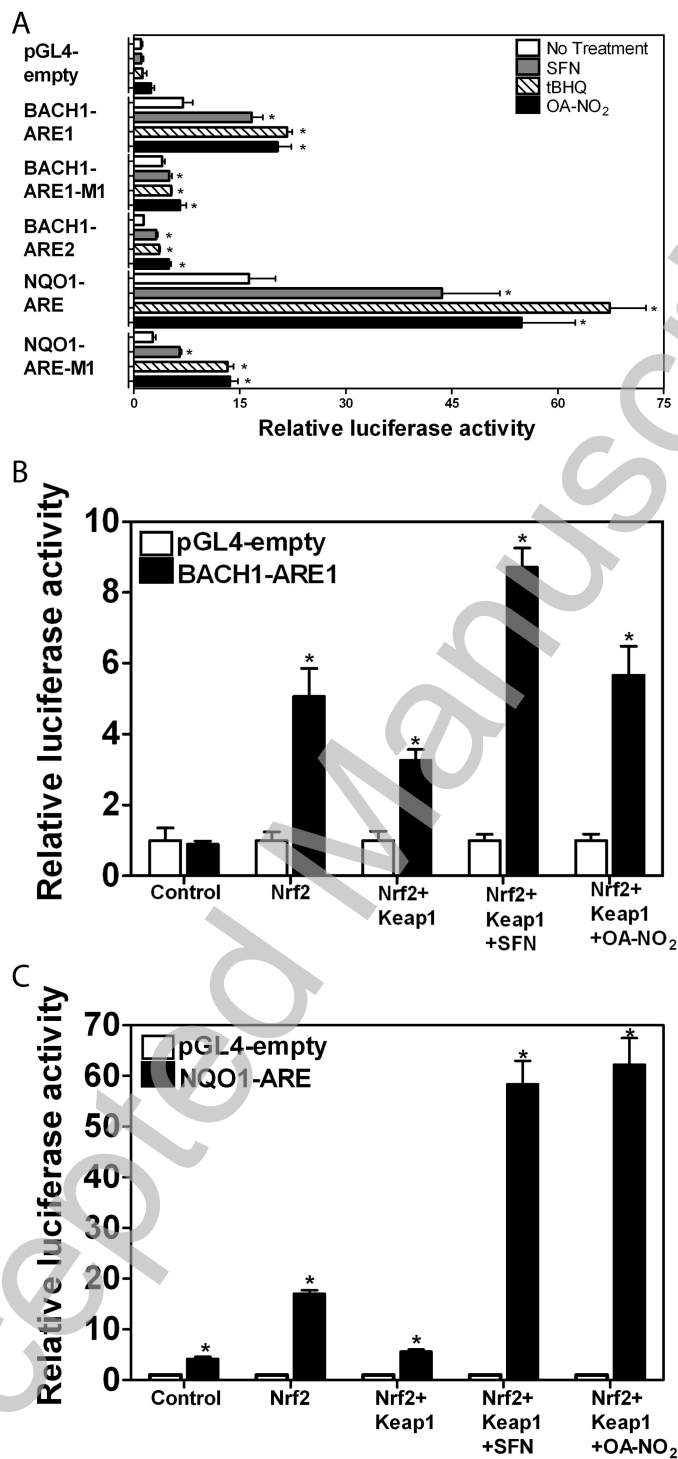 A
No Treatment
SFN
tBHQ
OA-NO₂
pGL4-
empty
BACH1-
ARE1
*
*
*
BACH1-
ARE1-M1
*
*
*
BACH1-
ARE2
*
*
*
NQO1-
ARE
*
*
*
NQO1-
ARE-M1
*
*
*
0 15 30 45 60 75
Relative luciferase activity
B
Relative luciferase activity
10
8
6
4
2
0
pGL4-empty
BACH1-ARE1
* * * *
Control Nrf2 Nrf2+ Nrf2+ Nrf2+
Keap1 Keap1 Keap1
+SFN +OA-NO₂
C
Relative luciferase activity
70
60
50
40
30
20
10
0
pGL4-empty
NQO1-ARE
* * * * *
Control Nrf2 Nrf2+ Nrf2+ Nrf2+
Keap1 Keap1 Keap1
+SFN +OA-NO₂
cepted Manusc